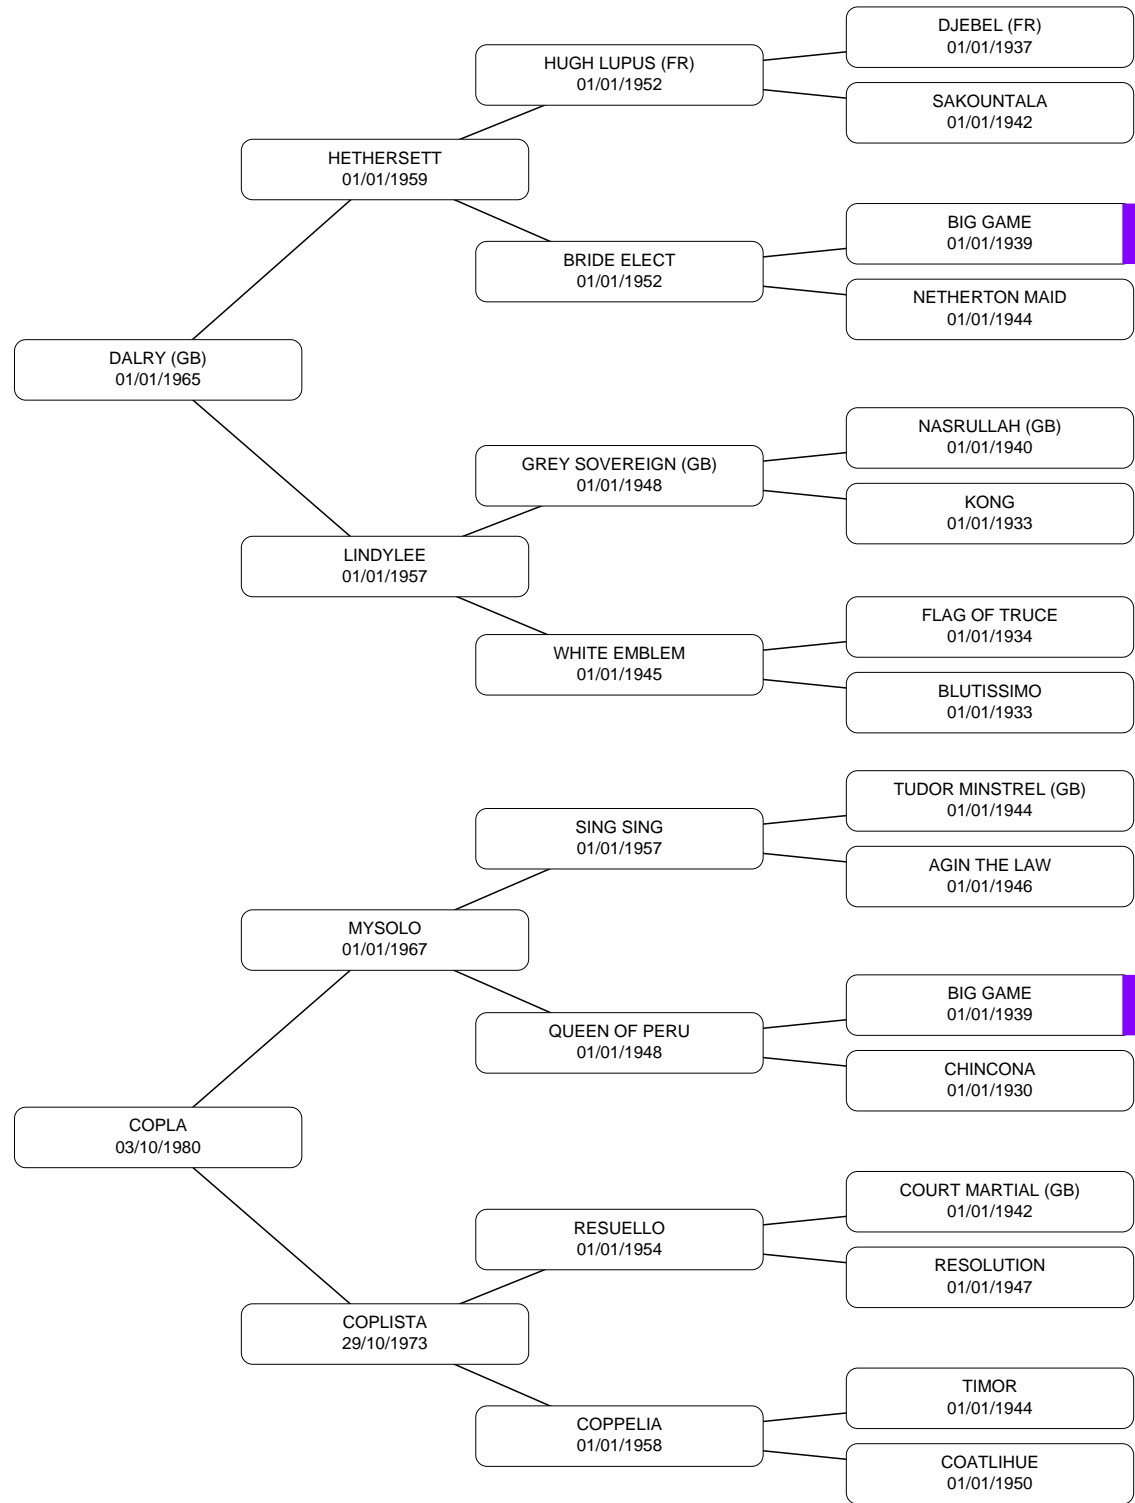 DJEBEL (FR)
01/01/1937
HUGH LUPUS (FR)
01/01/1952
SAKOUNTALA
01/01/1942
HETHERSETT
01/01/1959
BIG GAME
01/01/1939
BRIDE ELECT
01/01/1952
NETHERTON MAID
01/01/1944
DALRY (GB)
01/01/1965
NASRULLAH (GB)
01/01/1940
GREY SOVEREIGN (GB)
01/01/1948
KONG
01/01/1933
LINDYLEE
01/01/1957
FLAG OF TRUCE
01/01/1934
WHITE EMBLEM
01/01/1945
BLUTISSIMO
01/01/1933
TUDOR MINSTREL (GB)
01/01/1944
SING SING
01/01/1957
AGIN THE LAW
01/01/1946
MYSOLO
01/01/1967
BIG GAME
01/01/1939
QUEEN OF PERU
01/01/1948
CHINCONA
01/01/1930
COPLA
03/10/1980
COURT MARTIAL (GB)
01/01/1942
RESUELLO
01/01/1954
RESOLUTION
01/01/1947
COPLISTA
29/10/1973
TIMOR
01/01/1944
COPPELIA
01/01/1958
COATLIHUE
01/01/1950